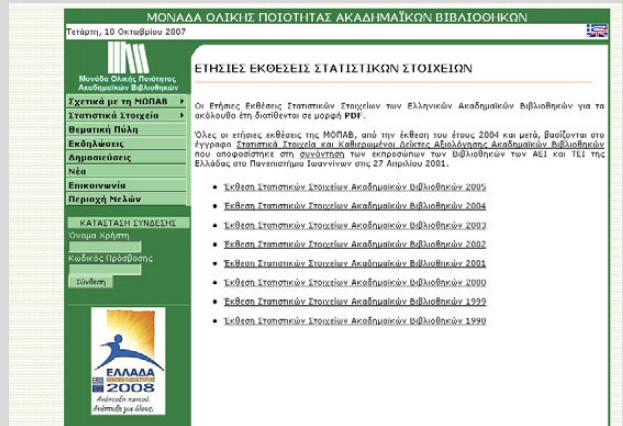 ΜΟΝΑΔΑ ΟΛΙΚΗΣ ΠΟΙΟΤΗΤΑΣ ΑΚΑΔΗΜΑΪΚΩΝ ΒΙΒΛΙΟΘΗΚΩΝ
Τετάρτη, 10 Οκτωβρίου 2007
Μονάδα Ολικής Ποιότητας
Ακαδημαϊκών Βιβλιοθηκών
Σχετικά με τη ΜΟΠΑΒ
Στατιστικά Στοιχεία
Θεματική Πύλη
Εκδηλώσεις
Δημοσιεύσεις
Νέα
Επικοινωνία
Περιοχή Μελών
ΚΑΤΑΣΤΑΣΗ ΣΥΝΔΕΣΗΣ
Όνομα Χρήστη
Κωδικός Πρόσβασης
Σύνδεση
ΕΛΛΑΔΑ
2008
Ανάπτυξη παντού.
Ανάπτυξη για όλους.
ΕΤΗΣΙΕΣ ΕΚΘΕΣΕΙΣ ΣΤΑΤΙΣΤΙΚΩΝ ΣΤΟΙΧΕΙΩΝ
Οι Ετήσιες Εκθέσεις Στατιστικών Στοιχείων των Ελληνικών Ακαδημαϊκών Βιβλιοθηκών για τα
ακόλουθα έτη διατίθενται σε μορφή PDF.
Όλες οι ετήσιες εκθέσεις της ΜΟΠΑΒ, από την έκθεση του έτους 2004 και μετά, βασίζονται στο
έγγραφο Στατιστικά Στοιχεία και Καθιερωμένοι Δείκτες Αξιολόγησης Ακαδημαϊκών Βιβλιοθηκών
που αποφασίστηκε στη συνάντηση των εκπροσώπων των Βιβλιοθηκών των ΑΕΙ και ΤΕΙ της
Ελλάδας στο Πανεπιστήμιο Ιωαννίνων στις 27 Απριλίου 2001.
• Έκθεση Στατιστικών Στοιχείων Ακαδημαϊκών Βιβλιοθηκών 2005
• Έκθεση Στατιστικών Στοιχείων Ακαδημαϊκών Βιβλιοθηκών 2004
• Έκθεση Στατιστικών Στοιχείων Ακαδημαϊκών Βιβλιοθηκών 2003
• Έκθεση Στατιστικών Στοιχείων Ακαδημαϊκών Βιβλιοθηκών 2002
• Έκθεση Στατιστικών Στοιχείων Ακαδημαϊκών Βιβλιοθηκών 2001
• Έκθεση Στατιστικών Στοιχείων Ακαδημαϊκών Βιβλιοθηκών 2000
• Έκθεση Στατιστικών Στοιχείων Ακαδημαϊκών Βιβλιοθηκών 1999
• Έκθεση Στατιστικών Στοιχείων Ακαδημαϊκών Βιβλιοθηκών 1998